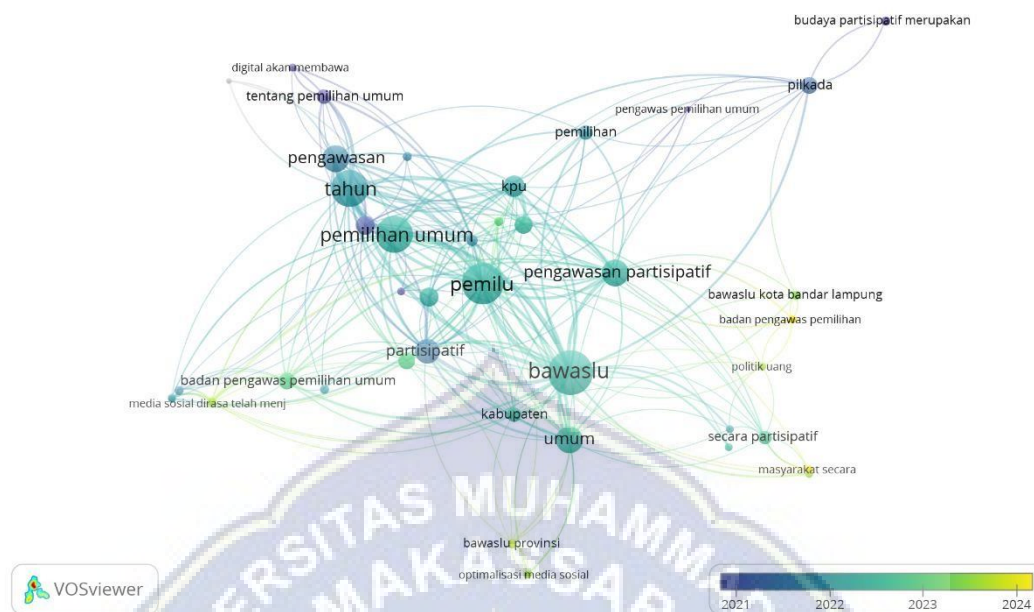 budaya partisipatif merupakan
digital akan membawa
pilkada
tentang pemilihan umum
pengawas pemilihan umum
pemilihan
pengawasan
tahun
kpu
pemilihan umum
pengawasan partisipatif
pemilu
bawaslu kota bandar lampung
badan pengawas pemilihan
partisipatif
politik uang
bawaslu
badan pengawas pemilihan umum
media sosial dirasa telah menj
kabupaten
umum
secara partisipatif
masyarakat secara
ERSITAS MUHAMM
MAKASSAR
bawaslu provinsi
optimalisasi media sosial
VOSviewer
2021 2022 2023 2024